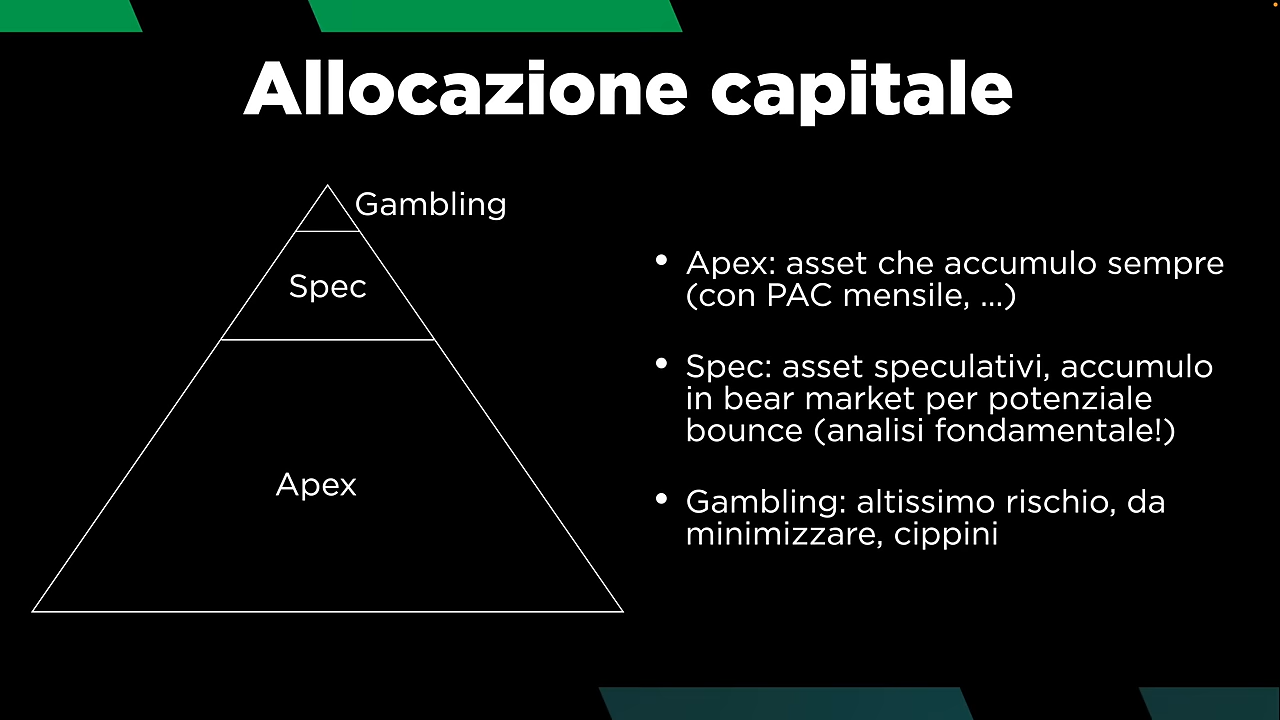 Allocazione capitale
Gambling
Spec
Apex
• Apex: asset che accumulo sempre
(con PAC mensile, ...)
• Spec: asset speculativi, accumulo
in bear market per potenziale
bounce (analisi fondamentale!)
• Gambling: altissimo rischio, da
minimizzare, cippini